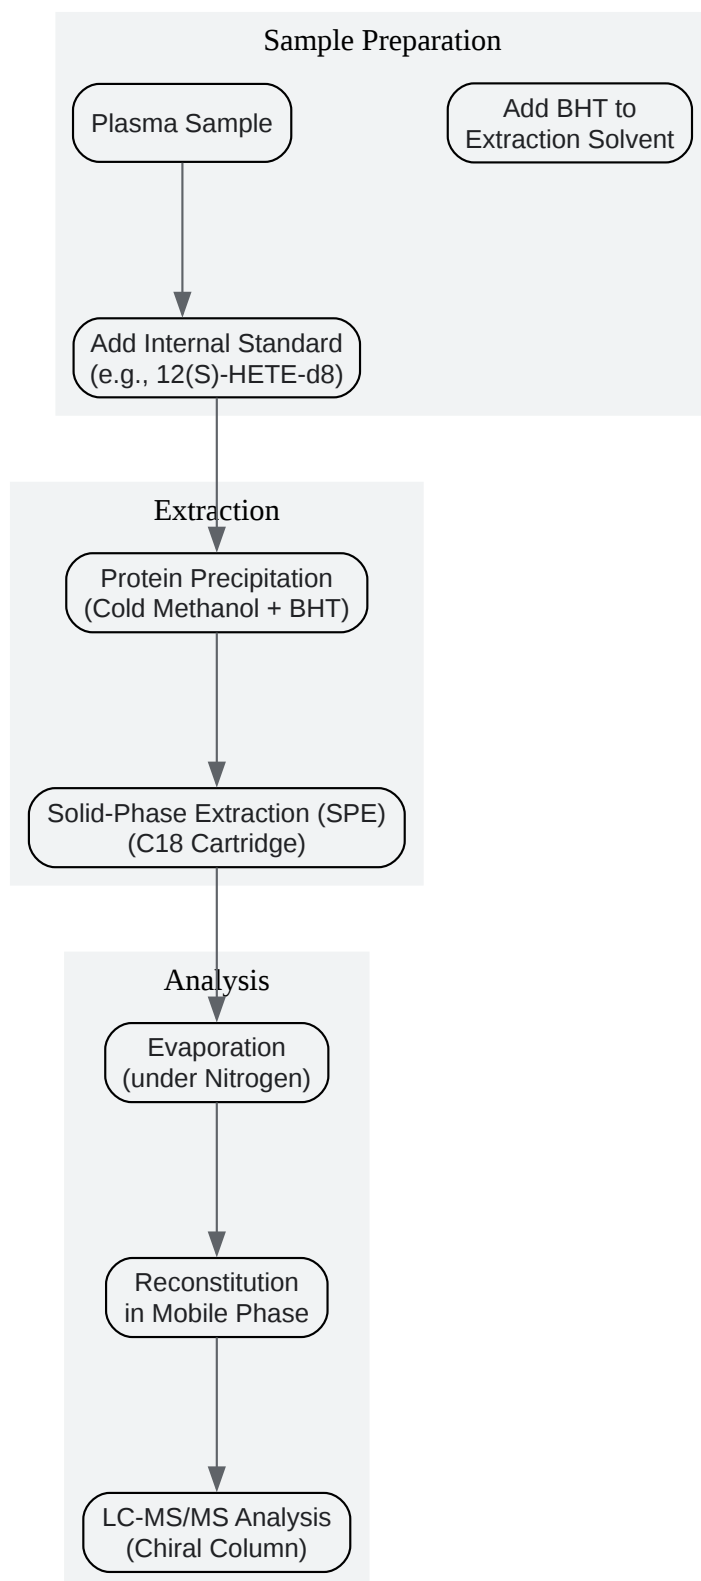 Sample Preparation
Plasma Sample
Add BHT to
Extraction Solvent
Add Internal Standard
(e.g., 12(S)-HETE-d8)
Extraction
Protein Precipitation
(Cold Methanol + BHT)
Solid-Phase Extraction (SPE)
(C18 Cartridge)
Analysis
Evaporation
(under Nitrogen)
Reconstitution
in Mobile Phase
LC-MS/MS Analysis
(Chiral Column)